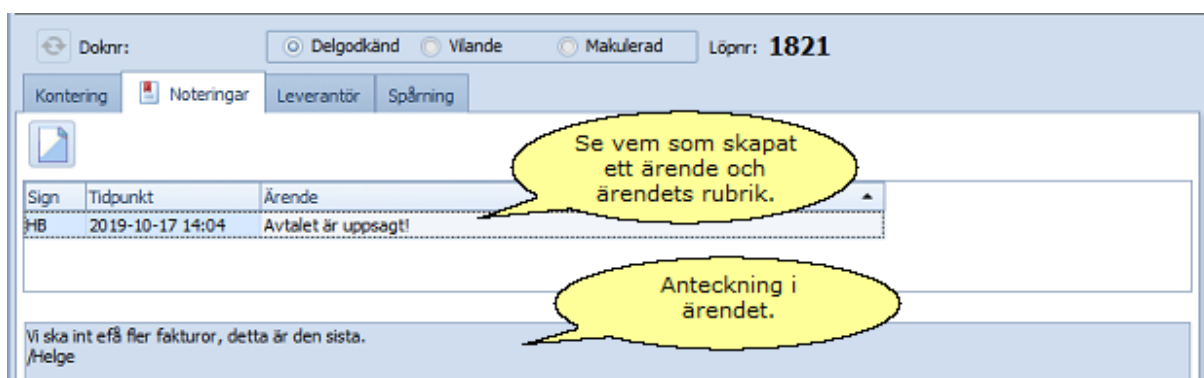 Doknr: Delgodkänd Vilande Makulerad Löpnr: 1821
Kontering Noteringar Leverantör Spårning
Se vem som skapat
ett ärende och
ärendets rubrik.
Sign Tidpunkt Ärende
HB 2019-10-17 14:04 Avtalet är uppsagt!
Anteckning i
ärendet.
Vi ska int efå fler fakturor, detta är den sista.
/Helge